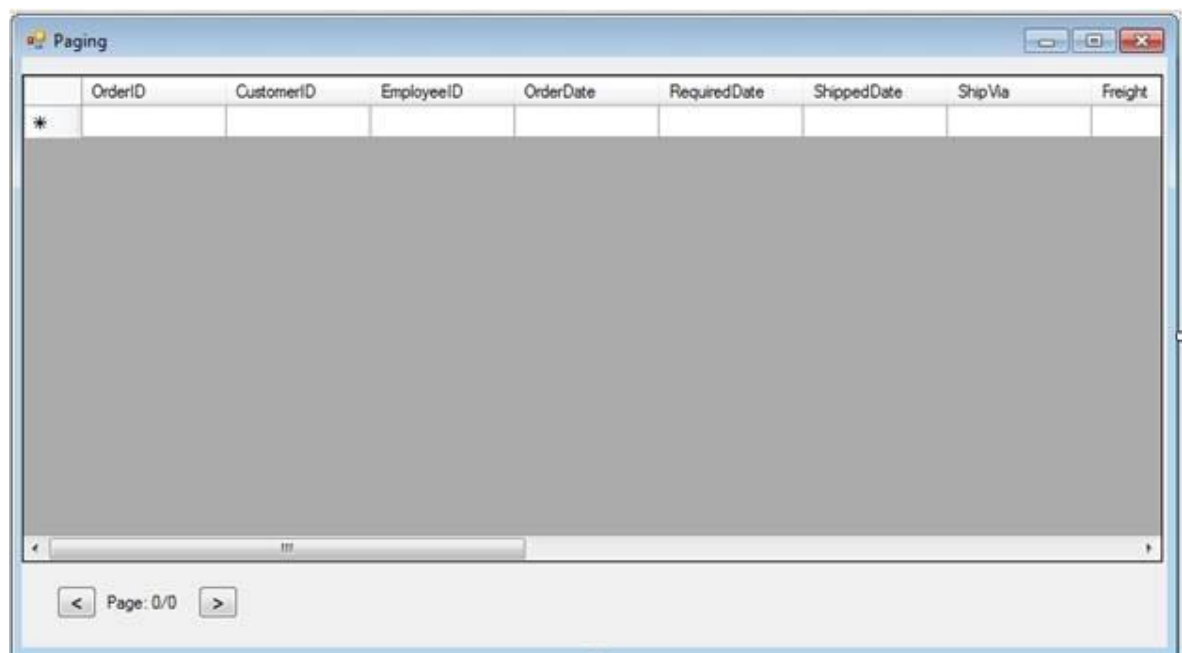 Paging
OrderID CustomerID EmployeeID OrderDate RequiredDate ShippedDate ShipVia Freight
< Page: 0/0 >